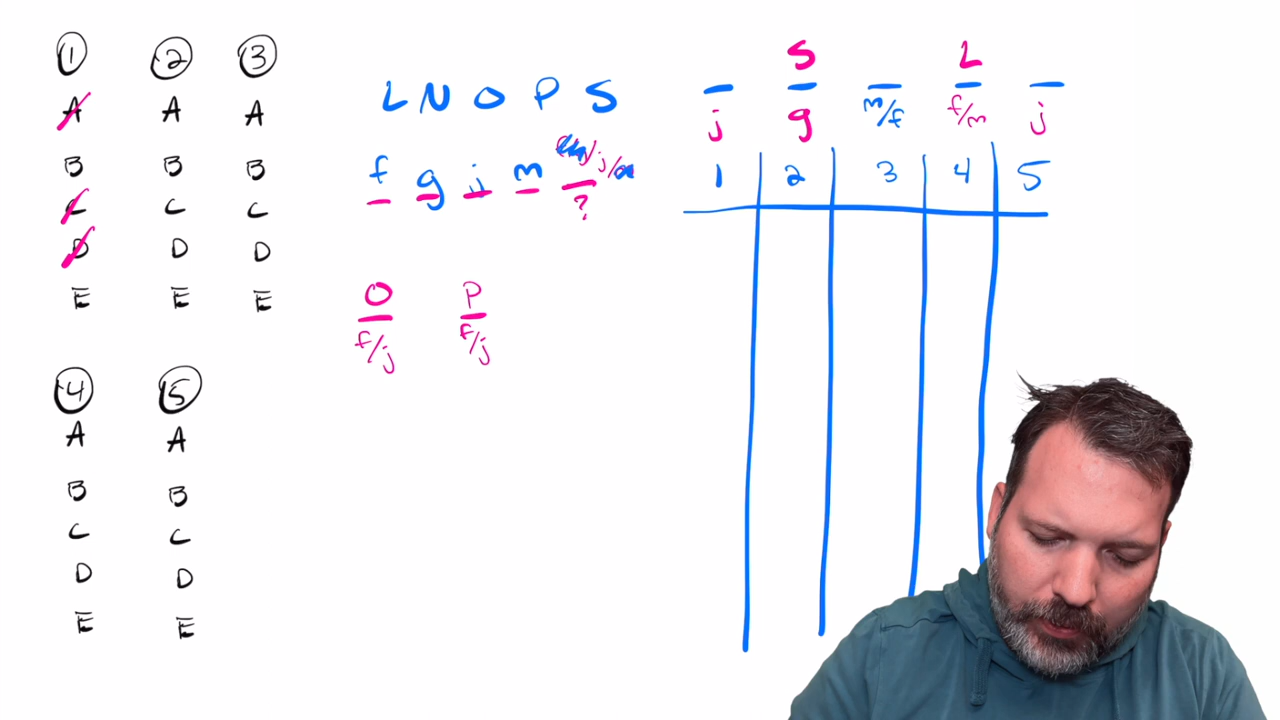 1 2 3
A A A
B B B
C C C
D D D
E E E
4 5
A A
B B
C C
D D
E E
L N O P S
f g j m /j/
?
O P
f/j f/j
S L
j g m/f f/m j
1 2 3 4 5